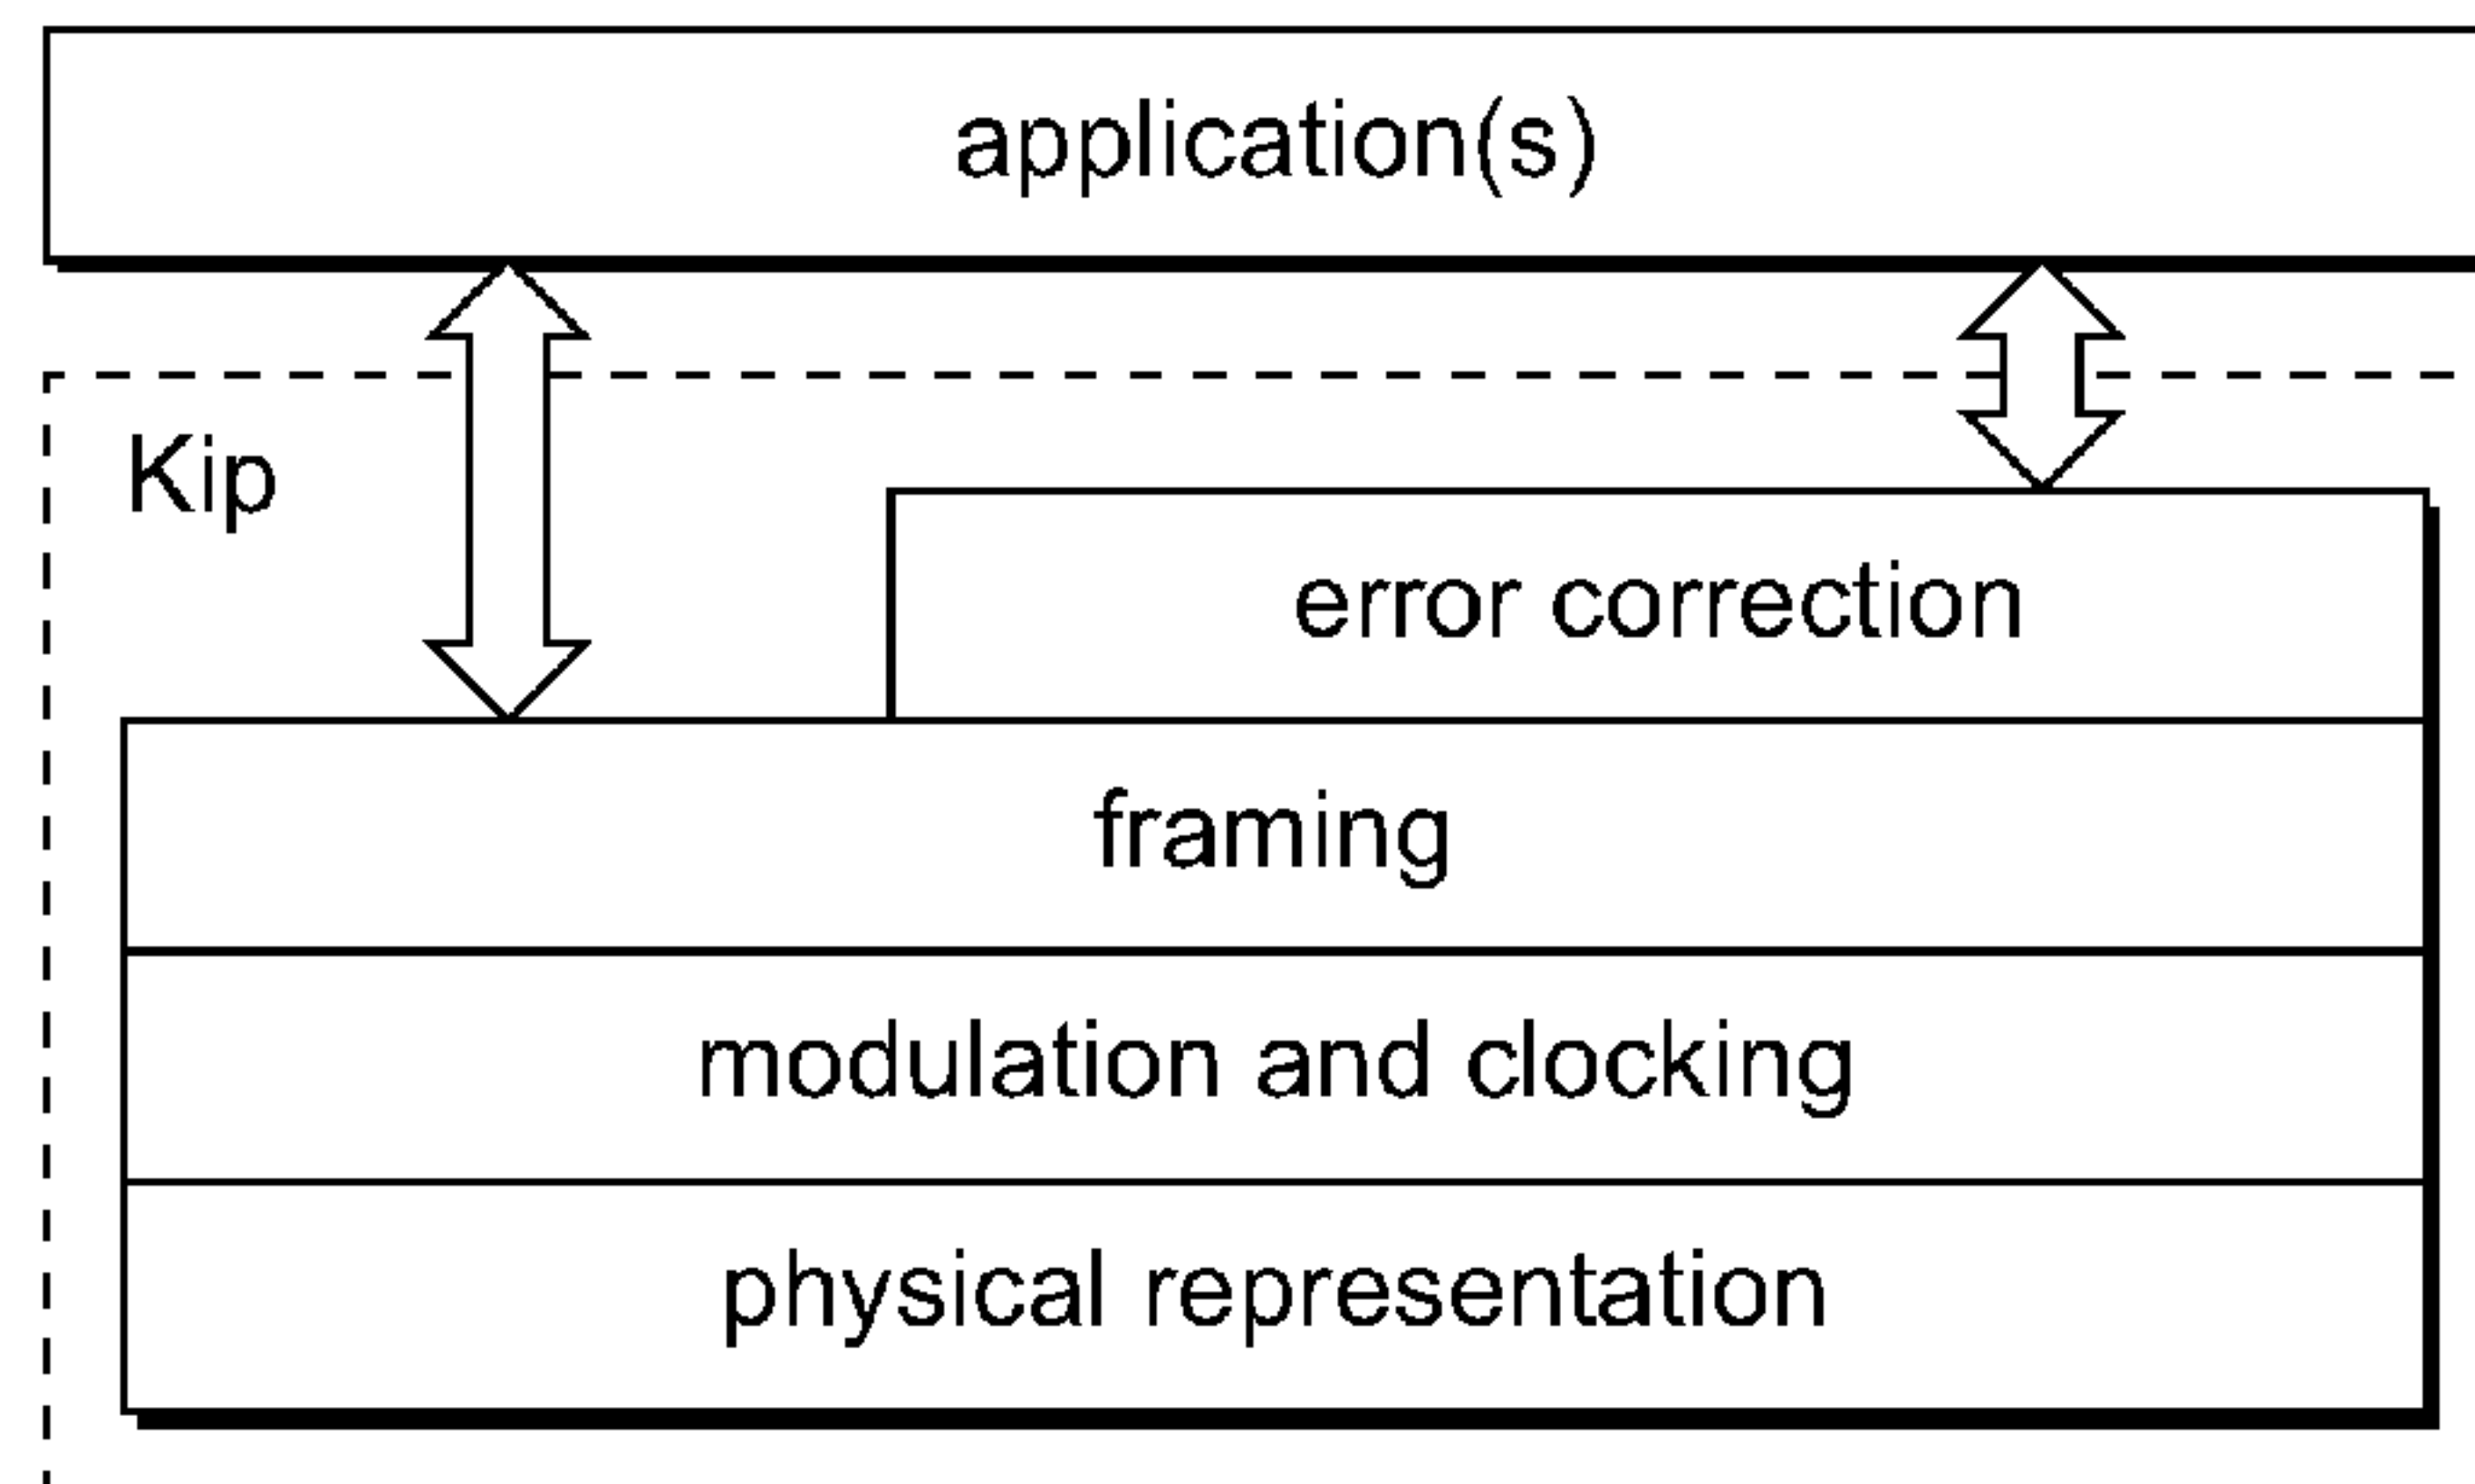 application(s)
Kip
error correction
framing
modulation and clocking
physical representation